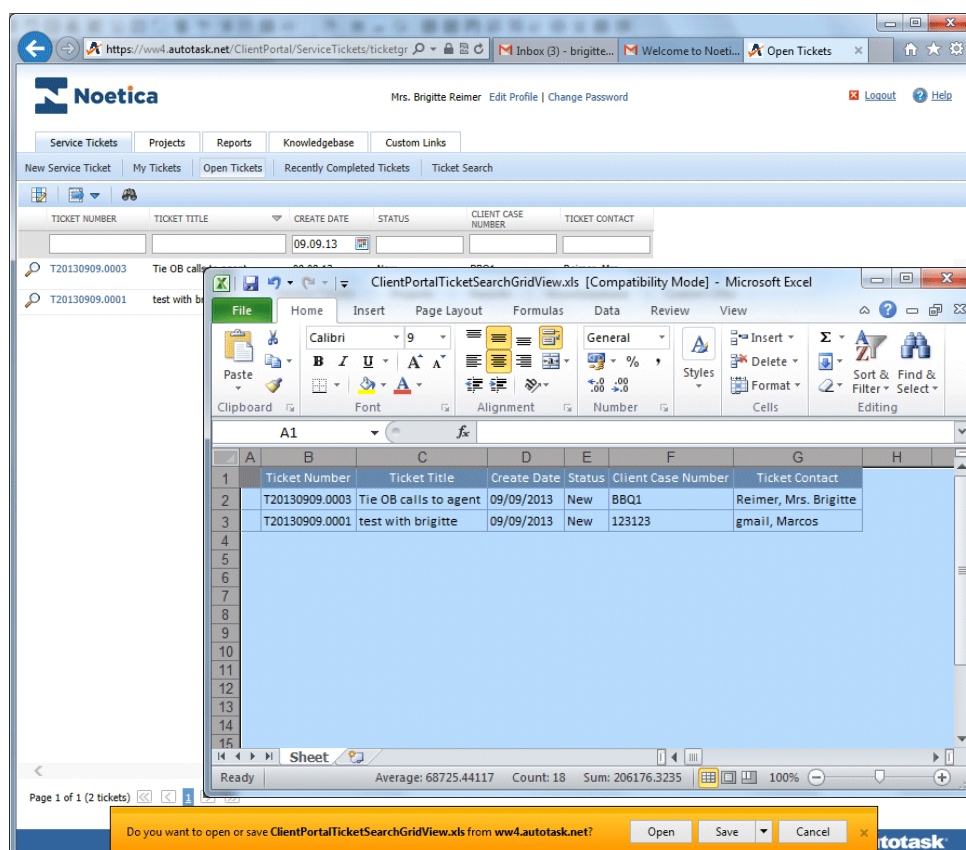 https://ww4.autotask.net/ClientPortal/ServiceTickets/ticketgr
Inbox (3) - brigitte...
Welcome to Noeti...
Open Tickets
Noetica
Mrs. Brigitte Reimer Edit Profile | Change Password
Logout Help
Service Tickets Projects Reports Knowledgebase Custom Links
New Service Ticket My Tickets Open Tickets Recently Completed Tickets Ticket Search
TICKET NUMBER TICKET TITLE CREATE DATE STATUS CLIENT CASE NUMBER TICKET CONTACT
09.09.13
T20130909.0003 Tie OB calls
T20130909.0001 test with b
ClientPortalTicketSearchGridView.xls [Compatibility Mode] - Microsoft Excel
File Home Insert Page Layout Formulas Data Review View
Calibri 9 General Insert Σ
Paste B I U A A % , Styles Delete Sort & Filter Find & Select
A .00 .00 Format
Clipboard Font Alignment Number Cells Editing
A1 fx
A B C D E F G H
1 Ticket Number Ticket Title Create Date Status Client Case Number Ticket Contact
2 T20130909.0003 Tie OB calls to agent 09/09/2013 New BBQ1 Reimer, Mrs. Brigitte
3 T20130909.0001 test with brigitte 09/09/2013 New 123123 gmail, Marcos
4
5
6
7
8
9
10
11
12
13
14
15
Sheet
Ready Average: 68725.44117 Count: 18 Sum: 206176.3235 100%
Page 1 of 1 (2 tickets) 1
Do you want to open or save ClientPortalTicketSearchGridView.xls from ww4.autotask.net? Open Save Cancel
totask